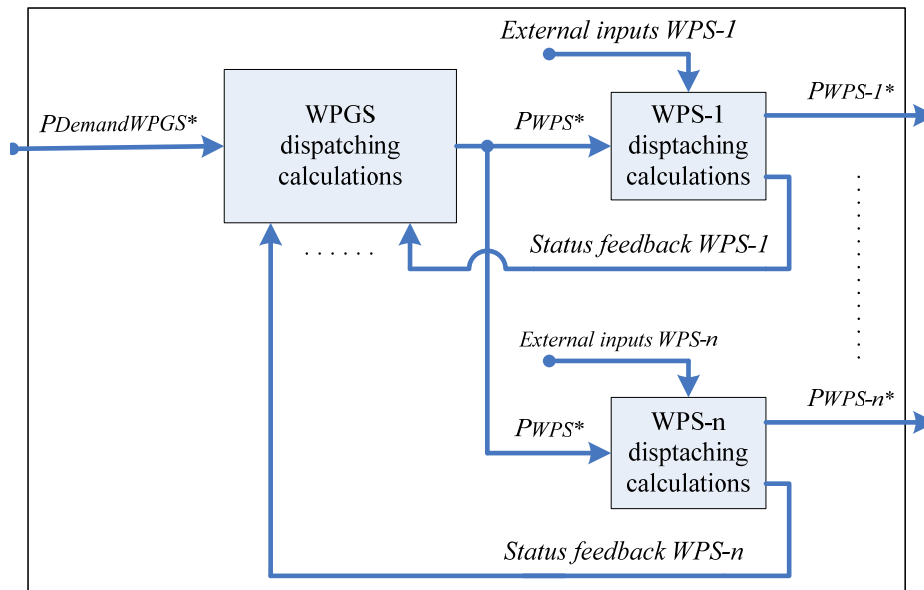 External inputs WPS-1
PDemandWPGS*
WPGS
dispatching
calculations
PWPS*
WPS-1
disptaching
calculations
PWPS-1*
Status feedback WPS-1
. . . . . .
External inputs WPS-n
PWPS*
WPS-n
disptaching
calculations
PWPS-n*
Status feedback WPS-n